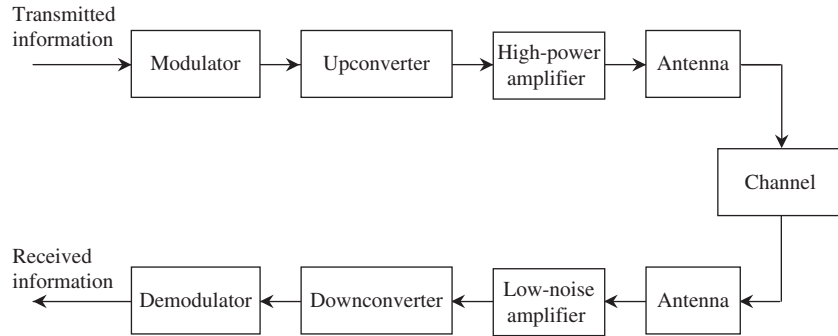 Transmitted
information
Modulator
Upconverter
High-power
amplifier
Antenna
Channel
Received
information
Demodulator
Downconverter
Low-noise
amplifier
Antenna